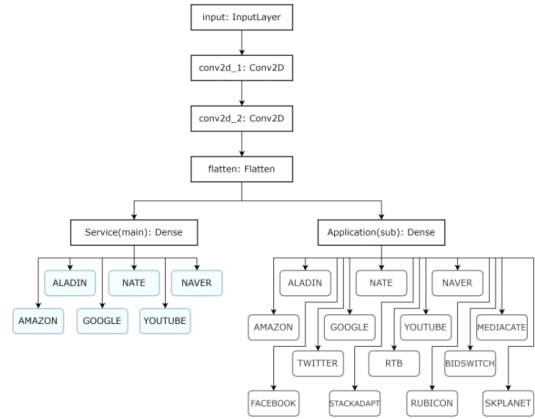 input: InputLayer
conv2d_1: Conv2D
conv2d_2: Conv2D
flatten: Flatten
Service(main): Dense
Application(sub): Dense
ALADIN
NATE
NAVER
ALADIN
NATE
NAVER
AMAZON
GOOGLE
YOUTUBE
AMAZON
GOOGLE
YOUTUBE
MEDIACATE
TWITTER
RTB
BIDSWITCH
FACEBOOK
STACKADAPT
RUBICON
SKPLANET